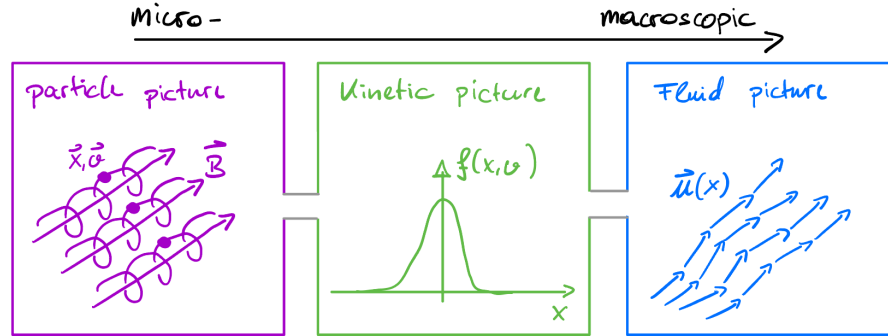 micro- macroscopic
particle picture
Kinetic picture
Fluid picture
x⃗, v⃗
B⃗
f(x,v)
x
u⃗(x)